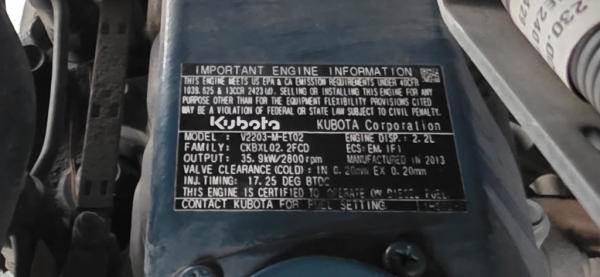 IMPORTANT ENGINE INFORMATION
THIS ENGINE MEETS US EPA & CA EMISSION REQUIREMENTS UNDER 40CFR
1039.625 & 13CCR 2423(d). SELLING OR INSTALLING THIS ENGINE FOR ANY
PURPOSE OTHER THAN FOR THE EQUIPMENT FLEXIBILITY PROVISIONS CITED
MAY BE A VIOLATION OF FEDERAL OR STATE LAW SUBJECT TO CIVIL PENALTY.
Kubota KUBOTA Corporation
MODEL: V2203-M-ET02 ENGINE DISP.: 2.2L
FAMILY: CKBXL02.2FCD ECS: EM, IFI
OUTPUT: 35.9kW/2800rpm MANUFACTURED IN 2013
VALVE CLEARANCE (COLD): IN 0.20mm EX 0.20mm
INJ. TIMING: 17.25 DEG BTDC
THIS ENGINE IS CERTIFIED TO OPERATE ON DIESEL FUEL
CONTACT KUBOTA FOR FUEL SETTING
230.0